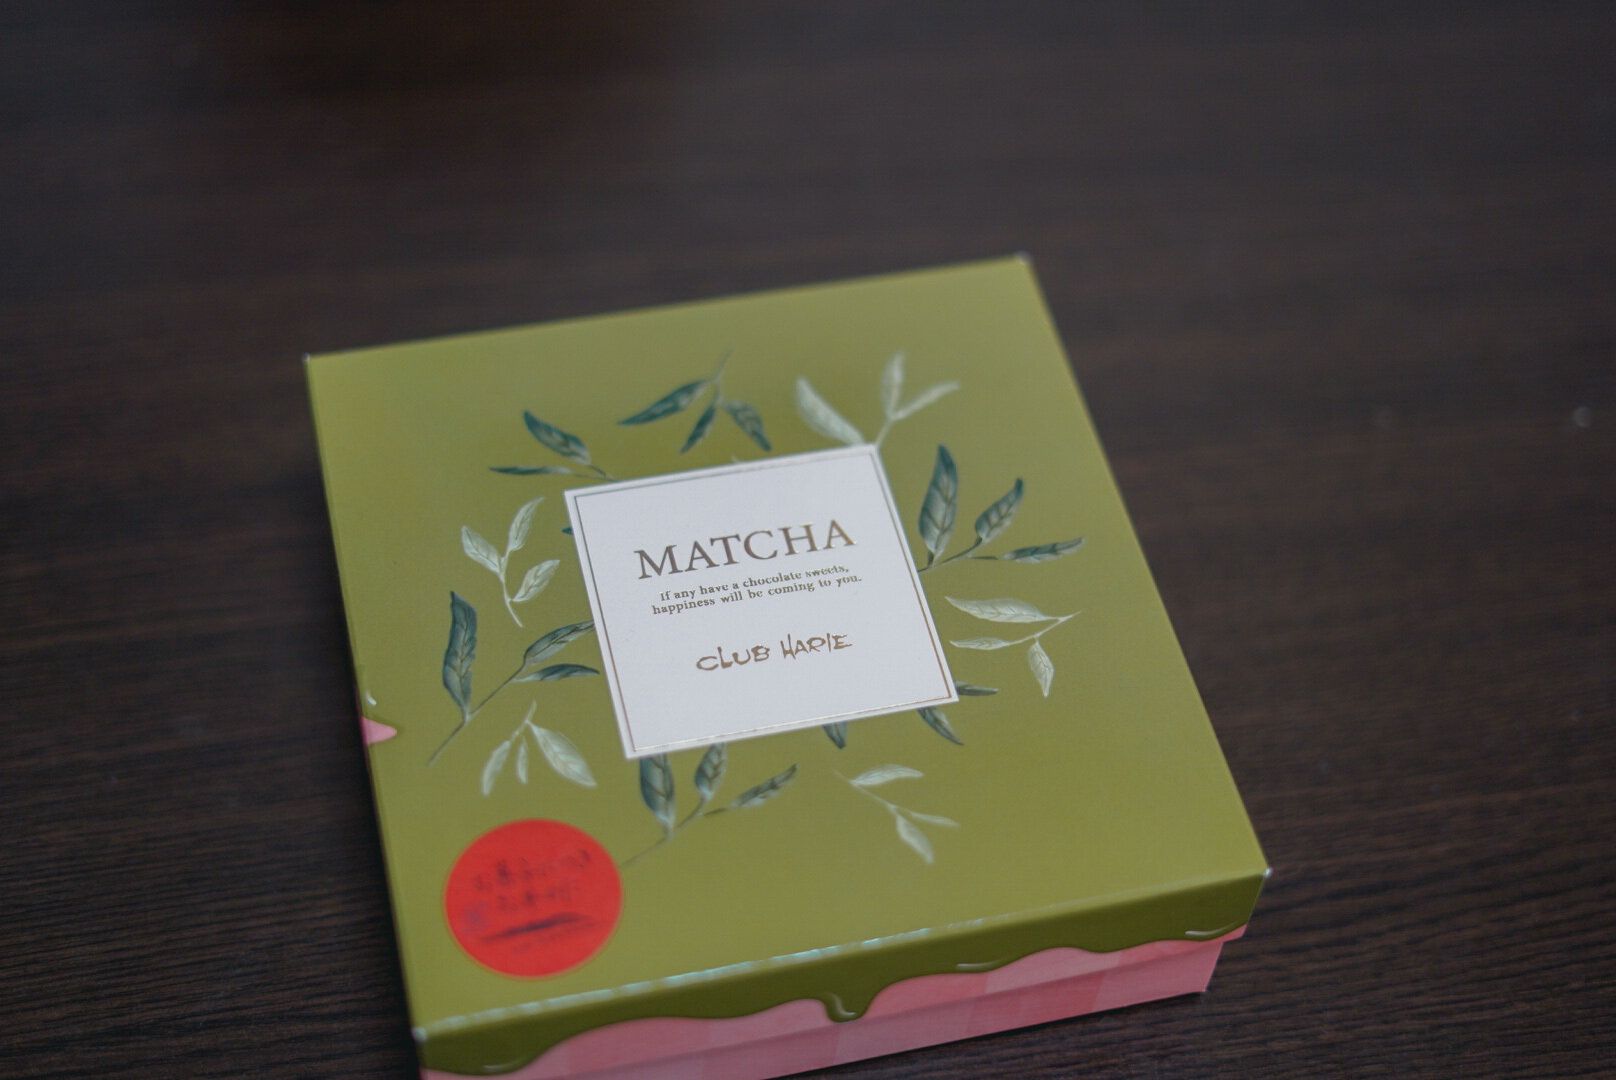 MATCHA
If any have a chocolate sweets,
happiness will be coming to you.
CLUB HARIE